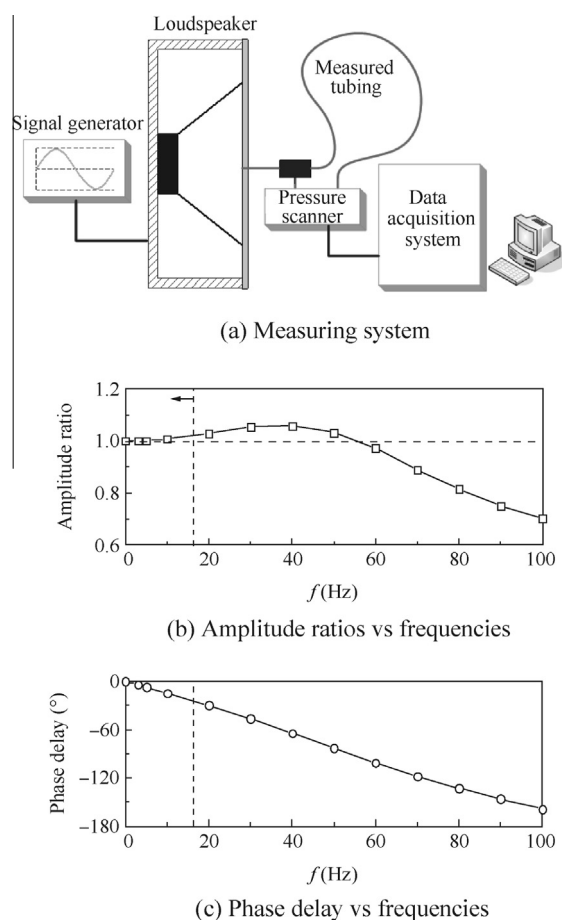 Loudspeaker
Signal generator
Measured
tubing
Pressure
scanner
Data
acquisition
system
(a) Measuring system
1.2
1.0
0.8
0.6
Amplitude ratio
0 20 40 60 80 100
f(Hz)
(b) Amplitude ratios vs frequencies
0
−60
−120
−180
Phase delay (°)
0 20 40 60 80 100
f(Hz)
(c) Phase delay vs frequencies